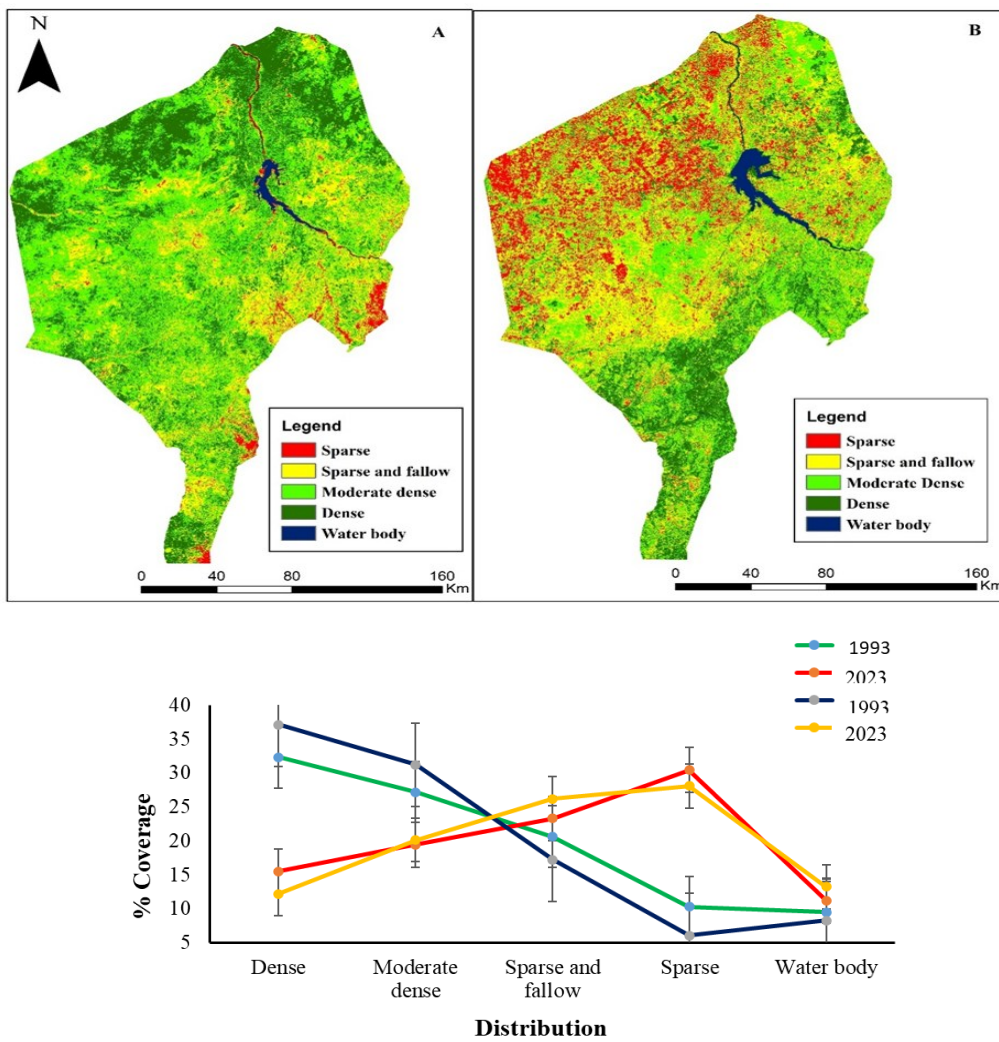 N
A
Legend
Sparse
Sparse and fallow
Moderate dense
Dense
Water body
0 40 80 160
Km
B
Legend
Sparse
Sparse and fallow
Moderate Dense
Dense
Water body
0 40 80 160
Km
1993
2023
1993
2023
40
35
30
25
20
15
10
5
% Coverage
Dense
Moderate
dense
Sparse and
fallow
Sparse
Water body
Distribution